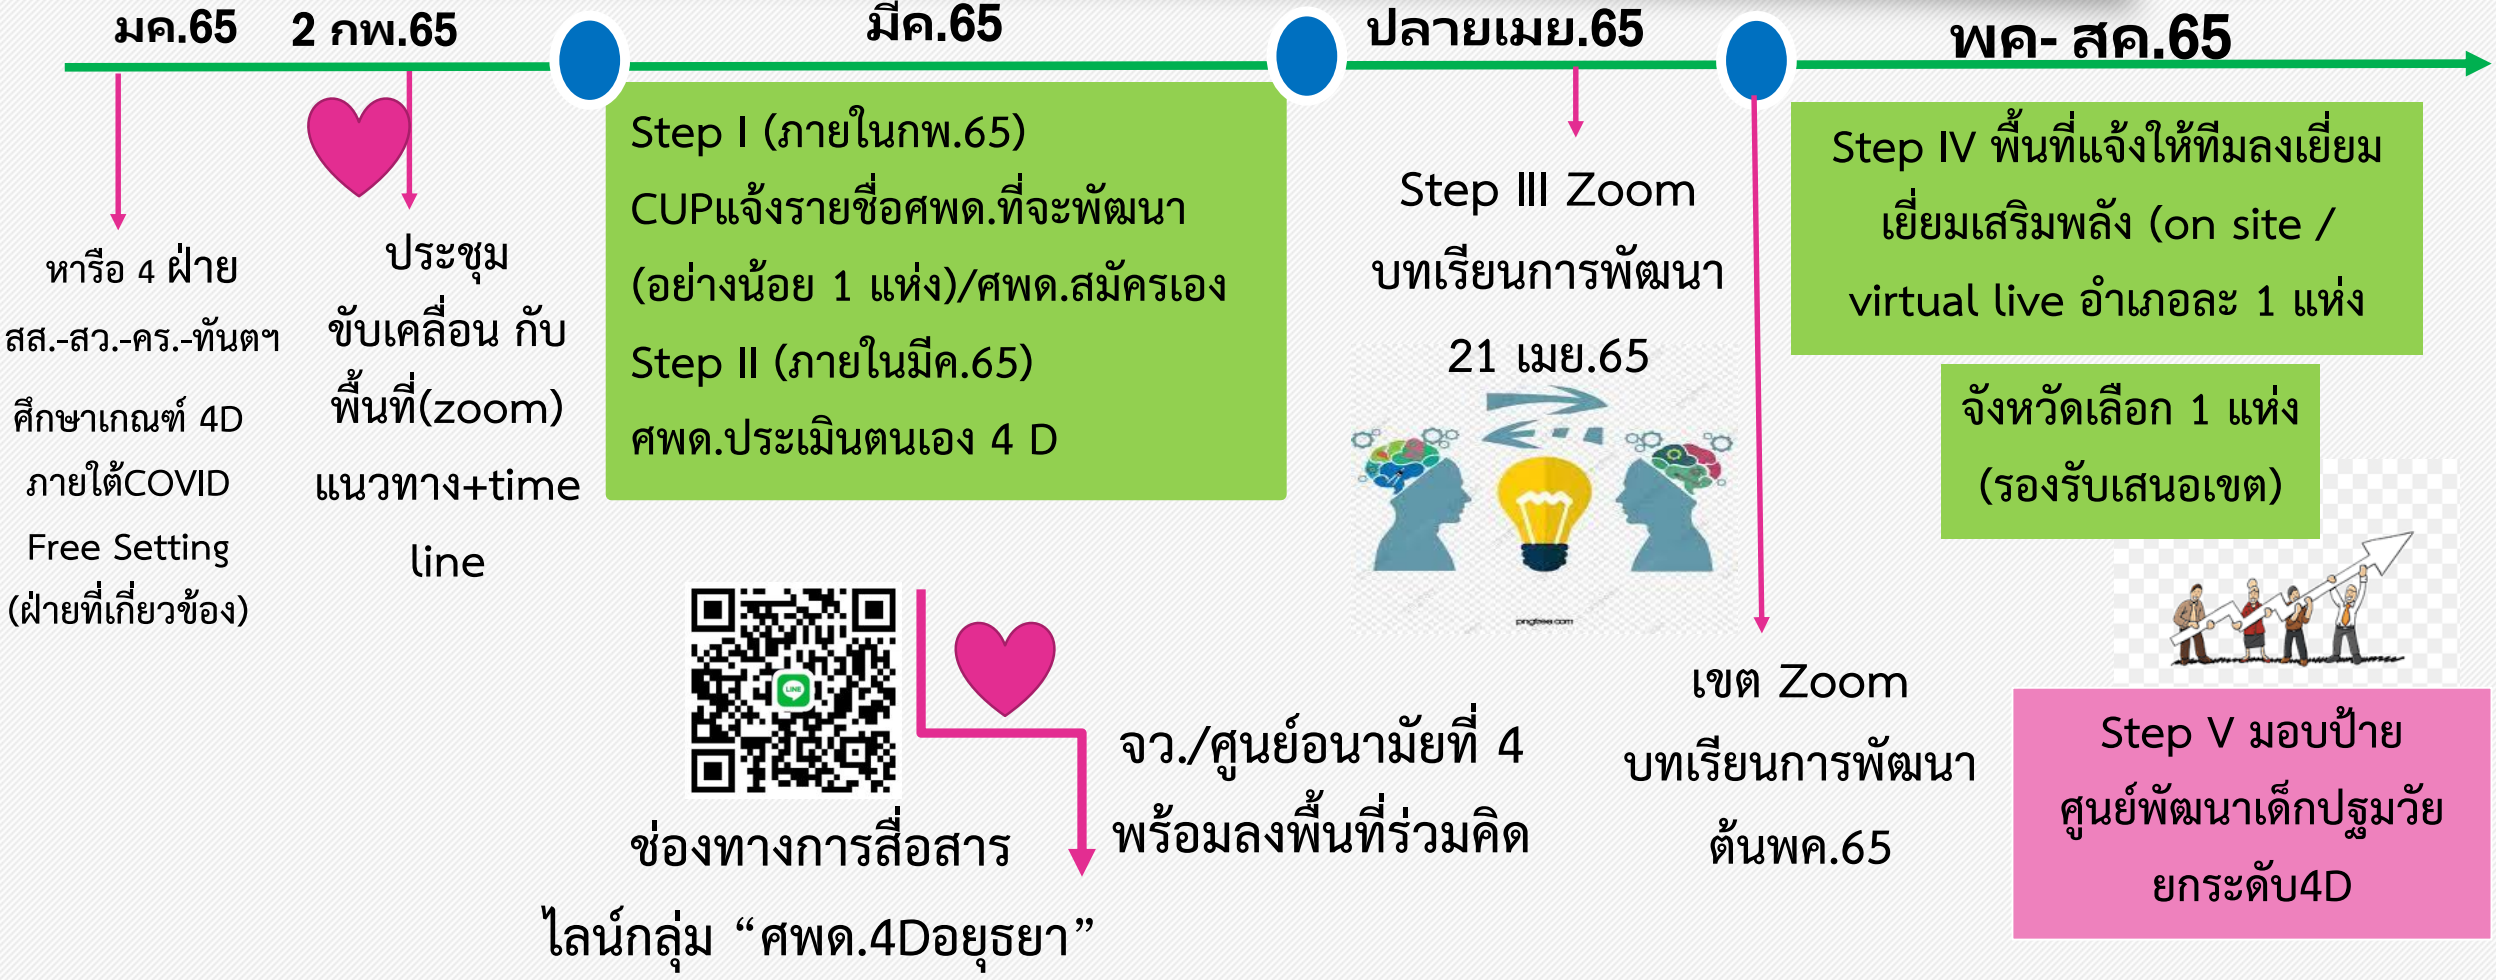 มค.65
2 กพ.65
มีค.65
ปลายเมย.65
พค- สค.65
หารือ 4 ฝ่าย
สส.-สว.-คร.-ทันตฯ
ศึกษาเกณฑ์ 4D
ภายใต้COVID
Free Setting
(ฝ่ายที่เกี่ยวข้อง)
ประชุม
ขับเคลื่อน กับ
พื้นที่(zoom)
แนวทาง+time
line
Step I (ภายในกพ.65)
CUPแจ้งรายชื่อศพด.ที่จะพัฒนา
(อย่างน้อย 1 แห่ง)/ศพด.สมัครเอง
Step II (ภายในมีค.65)
ศพด.ประเมินตนเอง 4 D
LINE
ช่องทางการสื่อสาร
ไลน์กลุ่ม “ศพด.4Dอยุธยา”
จว./ศูนย์อนามัยที่ 4
พร้อมลงพื้นที่ร่วมคิด
Step III Zoom
บทเรียนการพัฒนา
21 เมย.65
pngtree.com
เขต Zoom
บทเรียนการพัฒนา
ต้นพค.65
Step IV พื้นที่แจ้งให้ทีมลงเยี่ยม
เยี่ยมเสริมพลัง (on site /
virtual live อำเภอละ 1 แห่ง
จังหวัดเลือก 1 แห่ง
(รองรับเสนอเขต)
Step V มอบป้าย
ศูนย์พัฒนาเด็กปฐมวัย
ยกระดับ4D